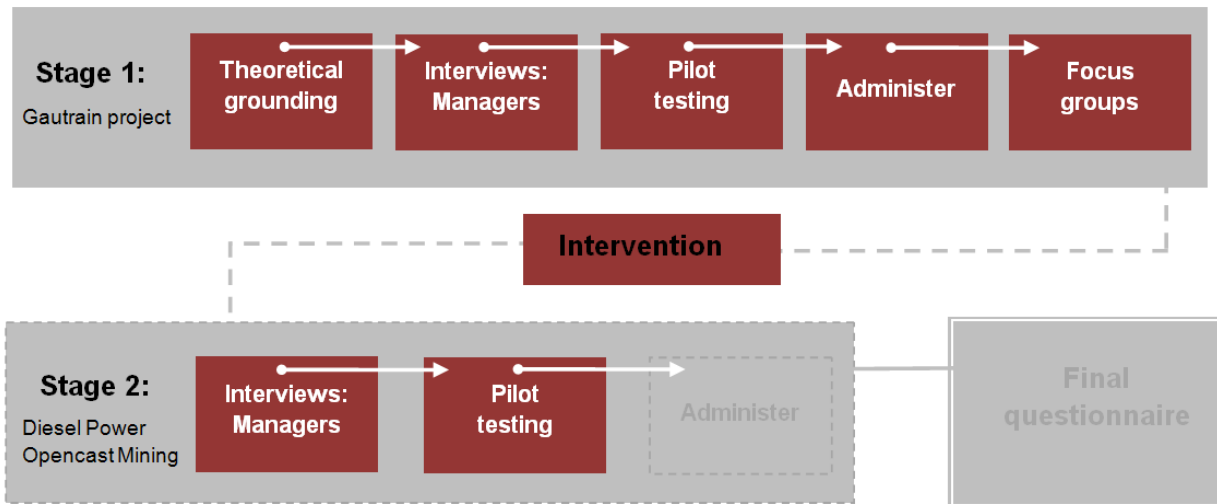 Stage 1:
Gautrain project
Theoretical
grounding
Interviews:
Managers
Pilot
testing
Administer
Focus
groups
Intervention
Stage 2:
Diesel Power
Opencast Mining
Interviews:
Managers
Pilot
testing
Administer
Final
questionnaire